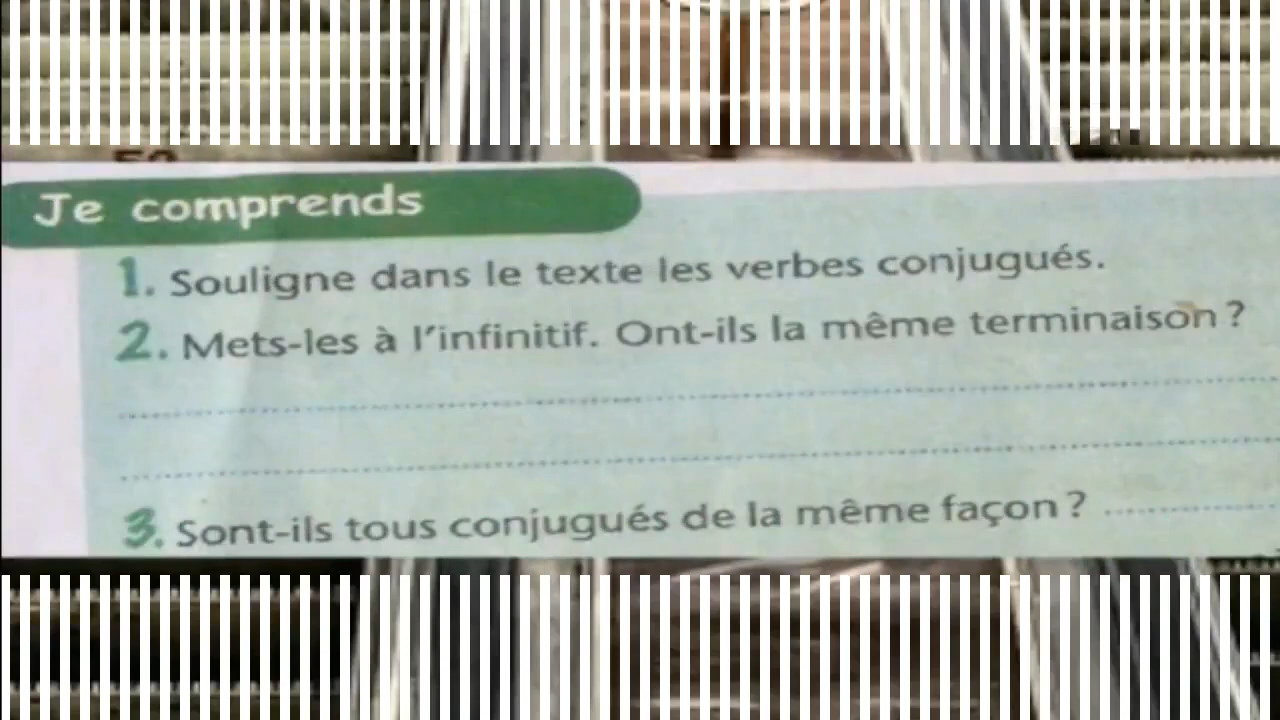 Je comprends
1. Souligne dans le texte les verbes conjugués.
2. Mets-les à l'infinitif. Ont-ils la même terminaison ?
3. Sont-ils tous conjugués de la même façon ?